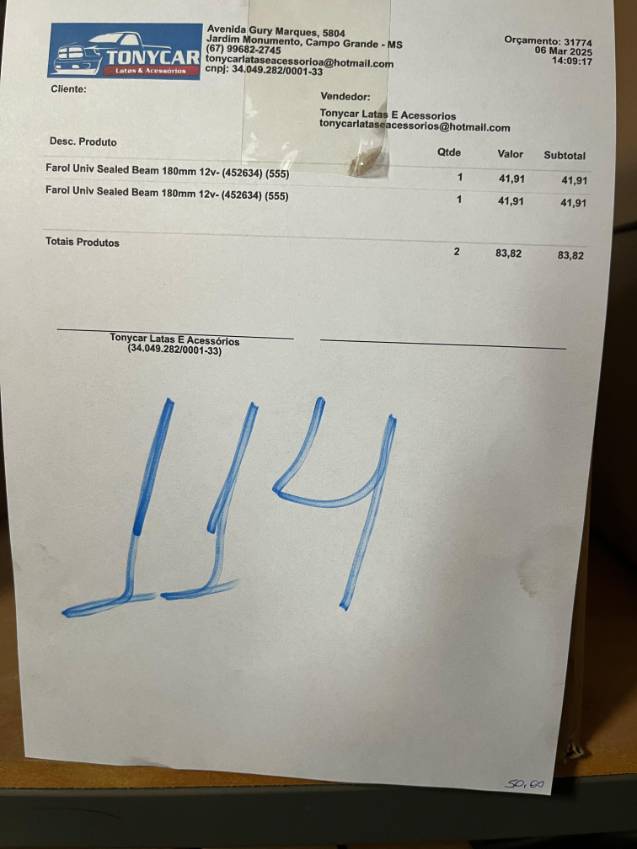 TONYCAR
Latas & Acessórios
Avenida Gury Marques, 5804
Jardim Monumento, Campo Grande - MS
(67) 99682-2745
tonycarlataseacessorioa@hotmail.com
cnpj: 34.049.282/0001-33
Orçamento: 31774
06 Mar 2025
14:09:17
Cliente:
Vendedor:
Tonycar Latas E Acessorios
tonycarlataseacessorios@hotmail.com
Desc. Produto Qtde Valor Subtotal
Farol Univ Sealed Beam 180mm 12v- (452634) (555) 1 41,91 41,91
Farol Univ Sealed Beam 180mm 12v- (452634) (555) 1 41,91 41,91
Totais Produtos 2 83,82 83,82
Tonycar Latas E Acessórios
(34.049.282/0001-33)
114
50,00